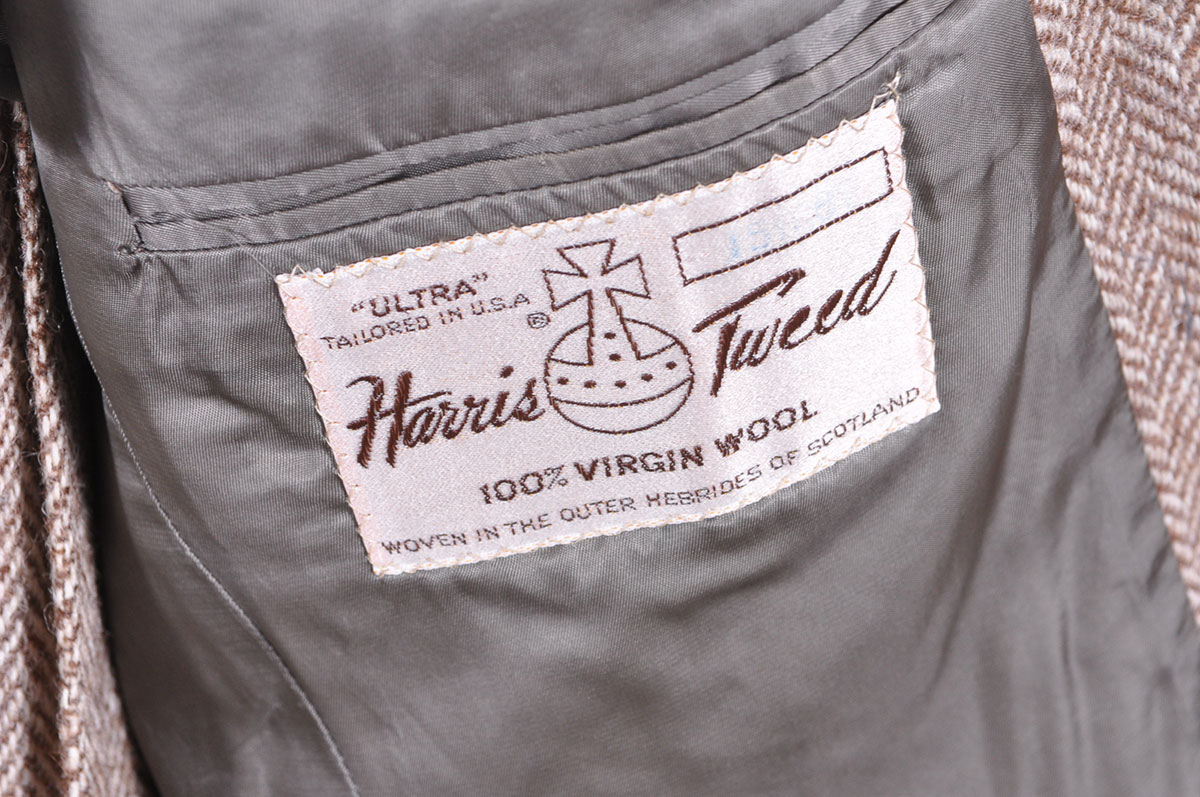 "ULTRA"
TAILORED IN U.S.A
®
Harris Tweed
100% VIRGIN WOOL
WOVEN IN THE OUTER HEBRIDES OF SCOTLAND